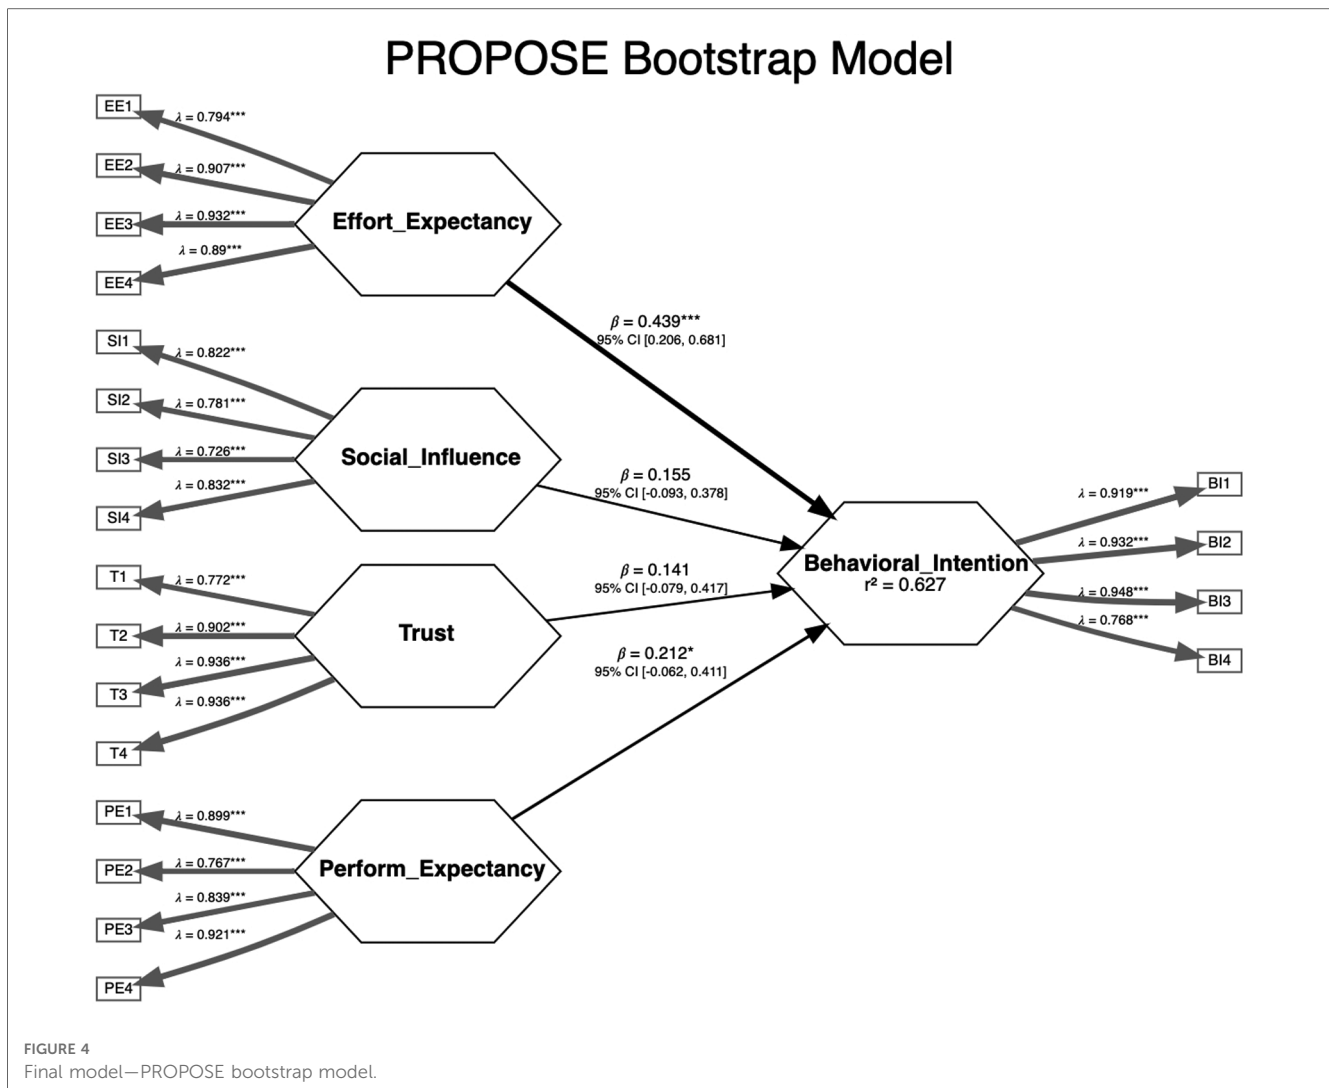 PROPOSE Bootstrap Model
EE1
λ = 0.794***
EE2
λ = 0.907***
EE3
λ = 0.932***
EE4
λ = 0.89***
Effort_Expectancy
β = 0.439***
95% CI [0.206, 0.681]
SI1
λ = 0.822***
SI2
λ = 0.781***
SI3
λ = 0.726***
SI4
λ = 0.832***
Social_Influence
β = 0.155
95% CI [-0.093, 0.378]
T1
λ = 0.772***
T2
λ = 0.902***
T3
λ = 0.936***
T4
λ = 0.936***
Trust
β = 0.141
95% CI [-0.079, 0.417]
PE1
λ = 0.899***
PE2
λ = 0.767***
PE3
λ = 0.839***
PE4
λ = 0.921***
Perform_Expectancy
β = 0.212*
95% CI [-0.062, 0.411]
Behavioral_Intention
r² = 0.627
λ = 0.919***
BI1
λ = 0.932***
BI2
λ = 0.948***
BI3
λ = 0.768***
BI4
FIGURE 4
Final model—PROPOSE bootstrap model.